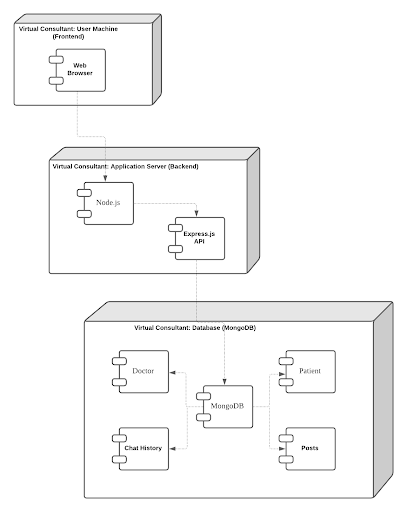 Virtual Consultant: User Machine
(Frontend)
Web
Browser
Virtual Consultant: Application Server (Backend)
Node.js
Express.js
API
Virtual Consultant: Database (MongoDB)
Doctor
Patient
MongoDB
Chat History
Posts